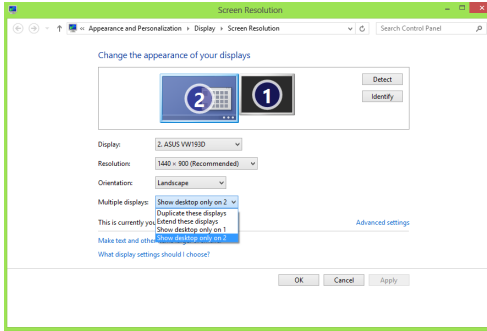 Screen Resolution
« Appearance and Personalization ▸ Display ▸ Screen Resolution
Search Control Panel
Change the appearance of your displays
2
1
Detect
Identify
Display: 2. ASUS VW193D
Resolution: 1440 × 900 (Recommended)
Orientation: Landscape
Multiple displays: Show desktop only on 2
Duplicate these displays
This is currently you Extend these displays Advanced settings
Show desktop only on 1
Make text and othe Show desktop only on 2
What display settings should I choose?
OK Cancel Apply